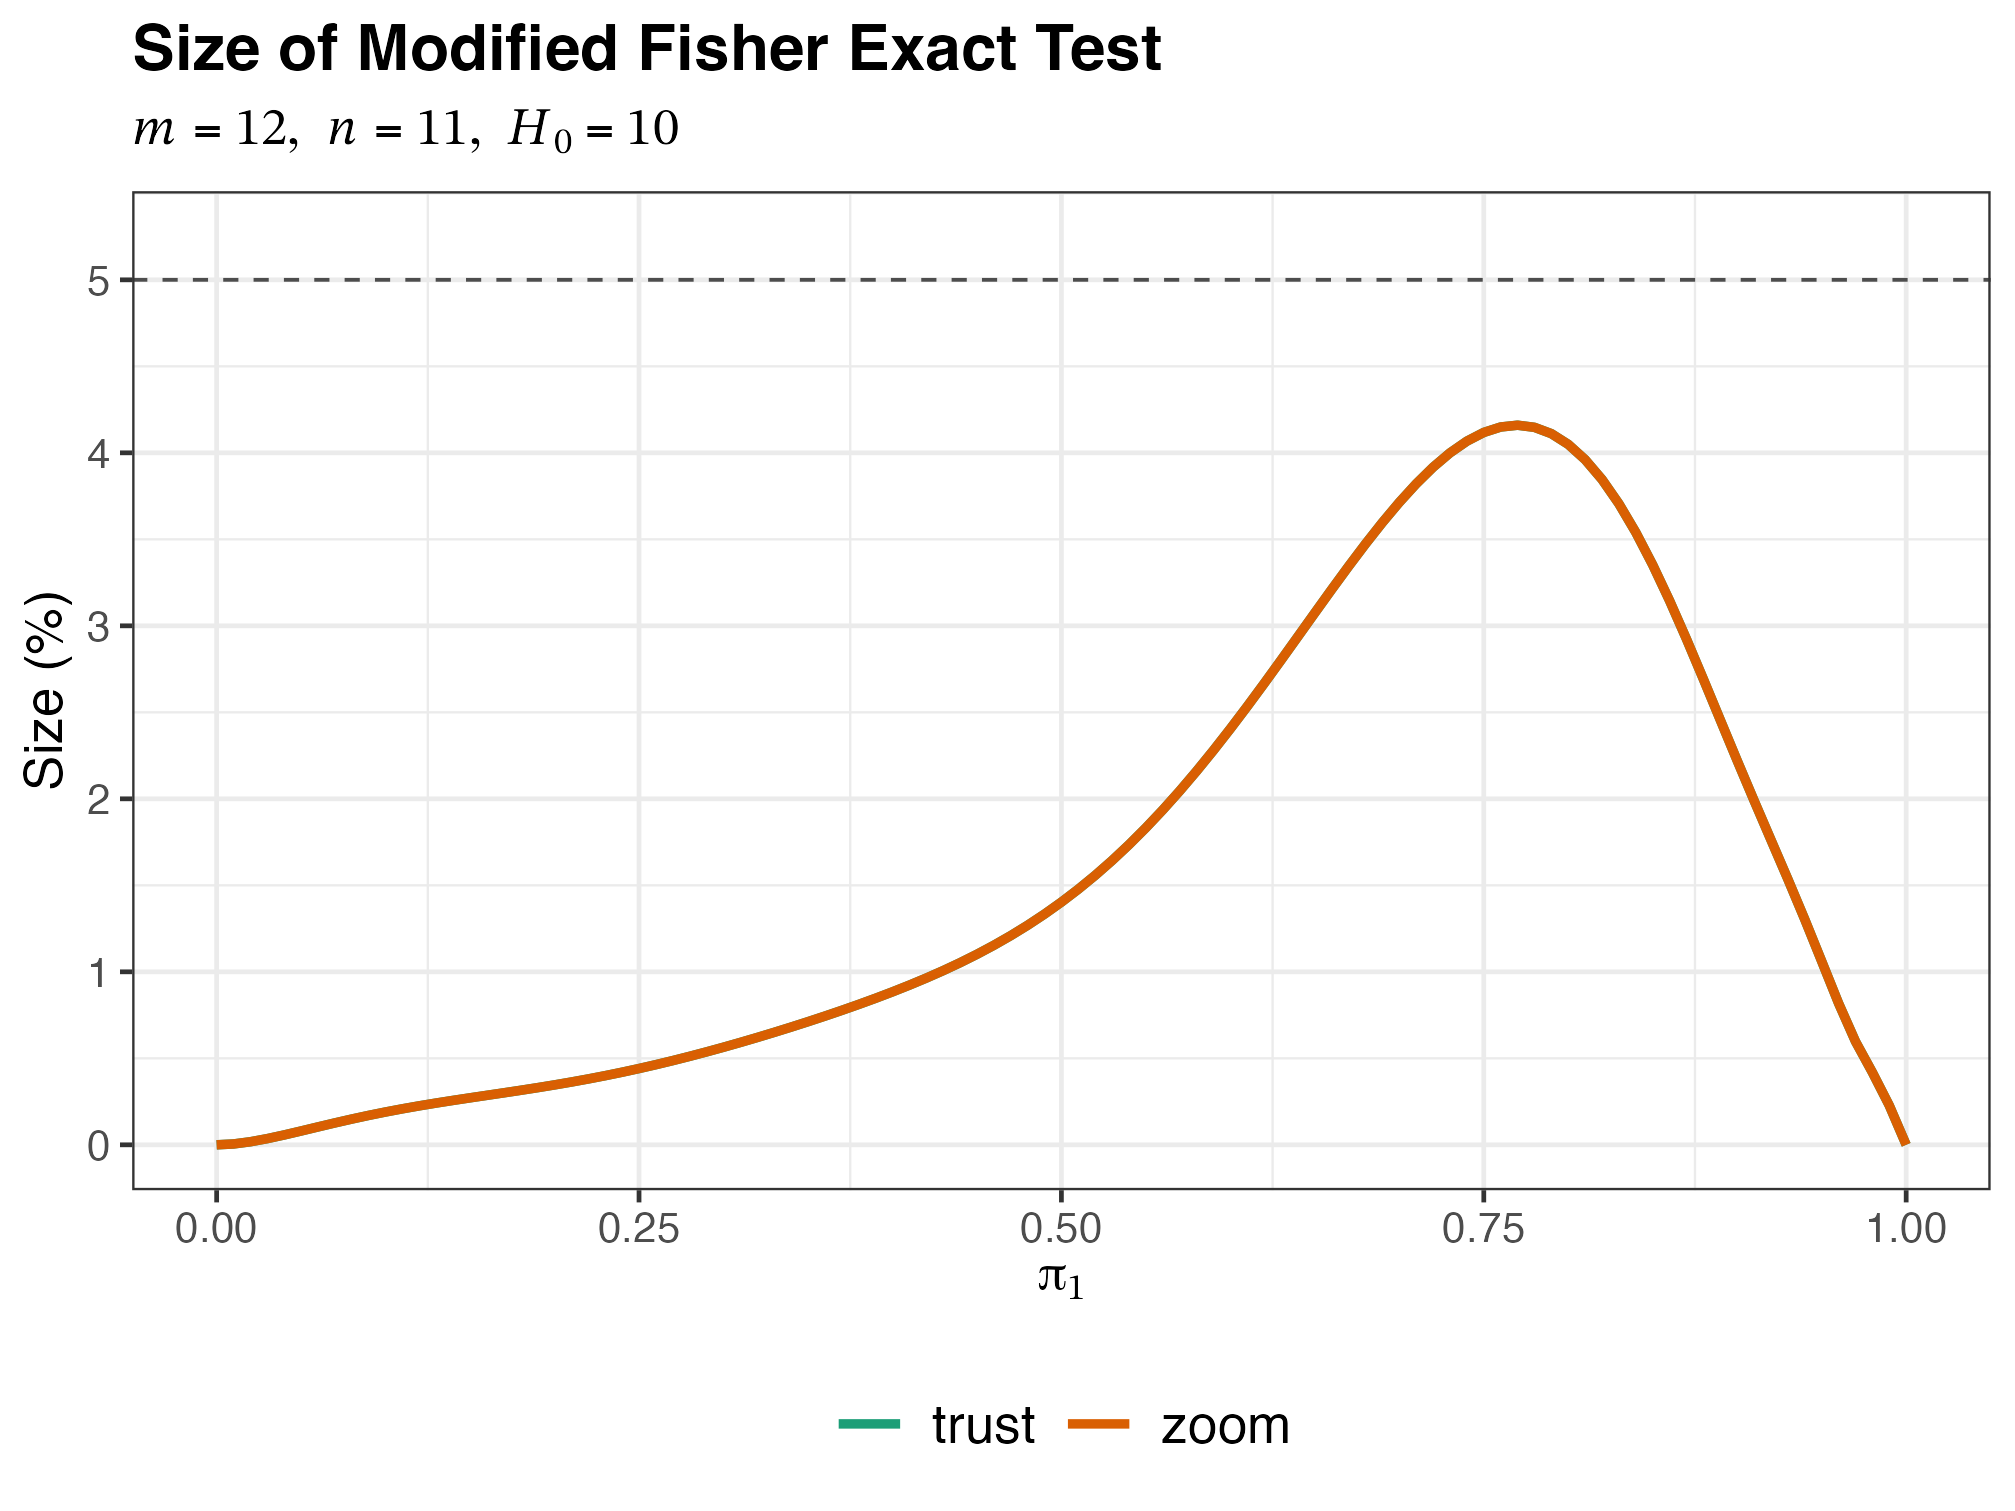 Size of Modified Fisher Exact Test
m = 12, n = 11, H₀ = 10
Size (%)
5
4
3
2
1
0
0.00 0.25 0.50 0.75 1.00
π₁
trust zoom